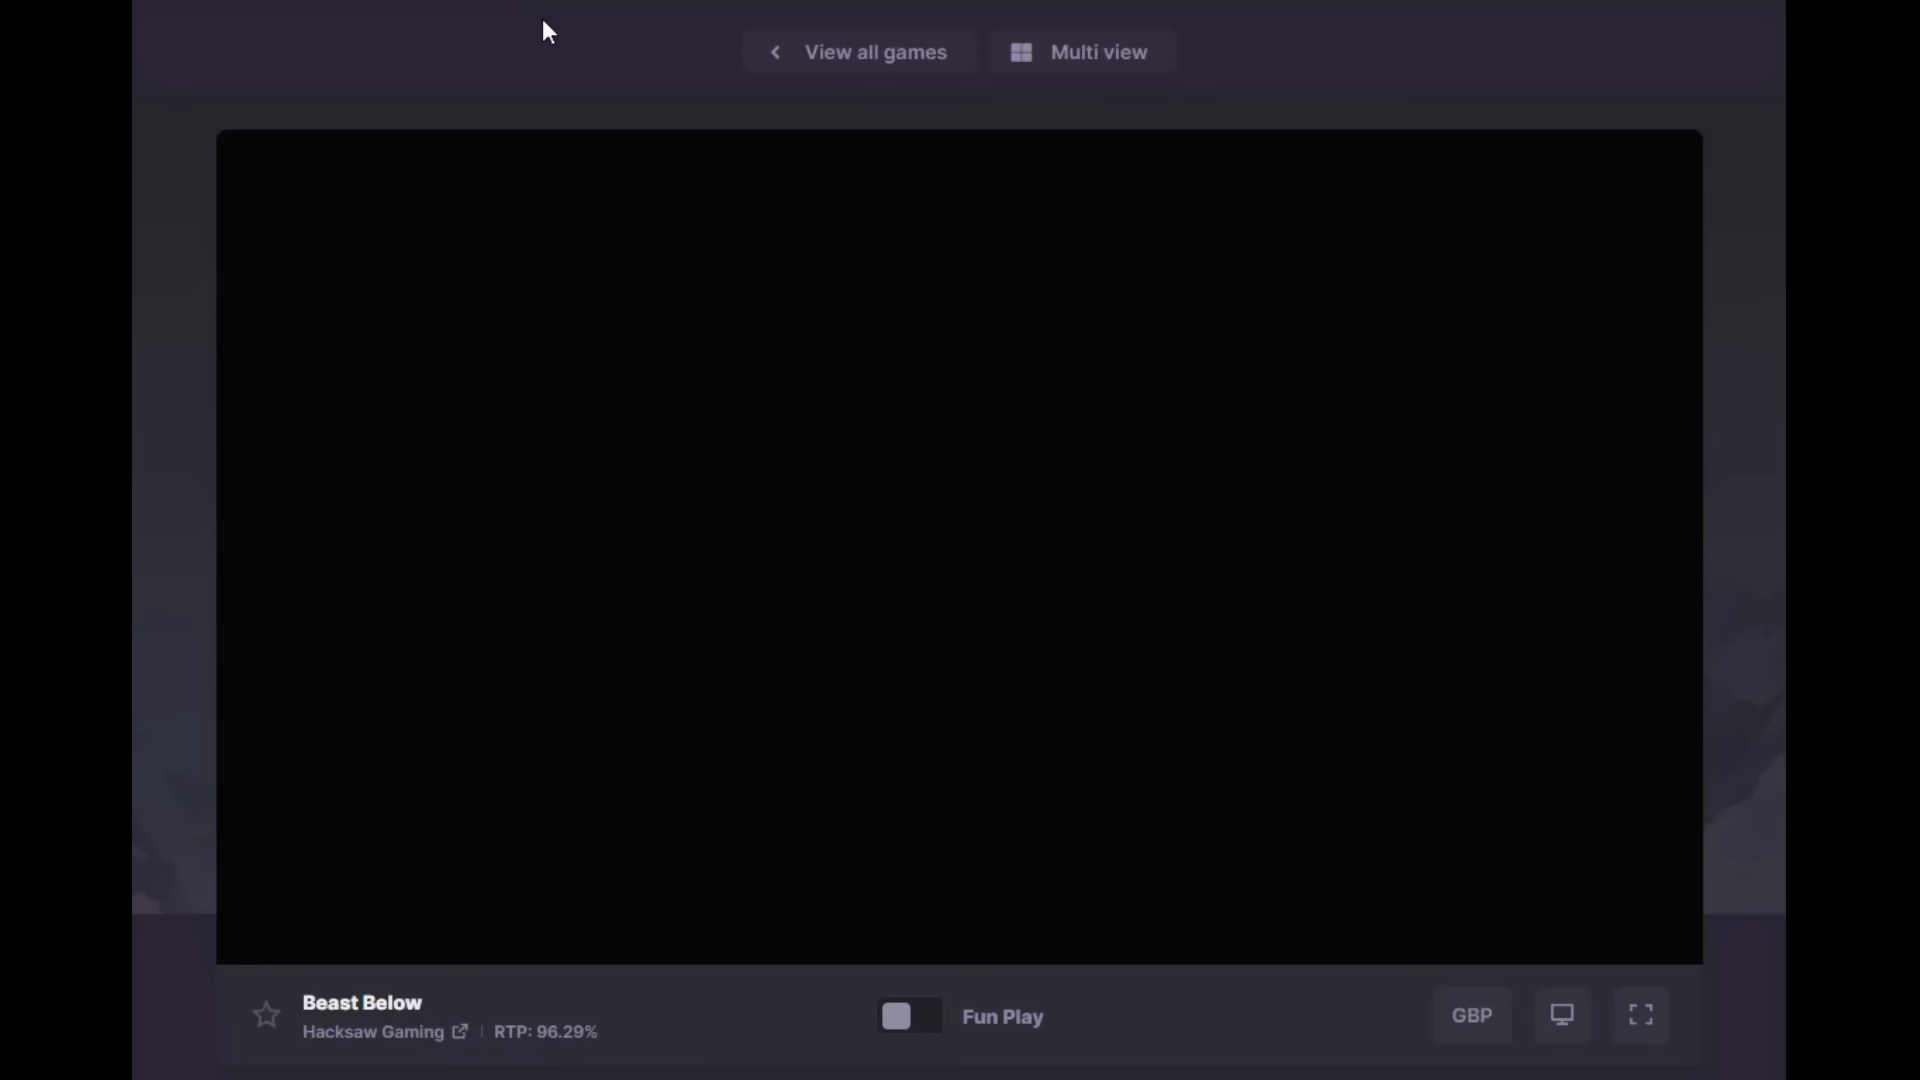 View all games
Multi view
Beast Below
Hacksaw Gaming | RTP: 96.29%
Fun Play
GBP